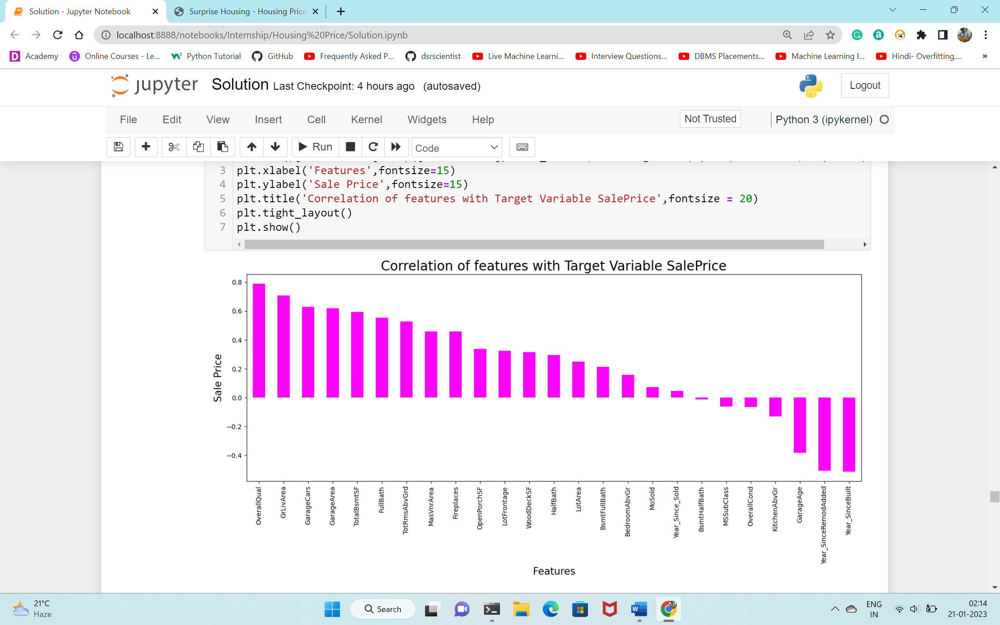 Solution - Jupyter Notebook
Surprise Housing - Housing Price
localhost:8888/notebooks/Internship/Housing%20Price/Solution.ipynb
Academy
Online Courses - Le...
Python Tutorial
GitHub
Frequently Asked P...
dsrscientist
Live Machine Learni...
Interview Questions...
DBMS Placements...
Machine Learning I...
Hindi- Overfitting,...
»
jupyter Solution Last Checkpoint: 4 hours ago (autosaved)
Logout
File Edit View Insert Cell Kernel Widgets Help
Not Trusted
Python 3 (ipykernel)
Run
Code
3 plt.xlabel('Features',fontsize=15)
4 plt.ylabel('Sale Price',fontsize=15)
5 plt.title('Correlation of features with Target Variable SalePrice',fontsize = 20)
6 plt.tight_layout()
7 plt.show()
Correlation of features with Target Variable SalePrice
0.8
0.6
0.4
0.2
0.0
−0.2
−0.4
Sale Price
OverallQual
GrLivArea
GarageCars
GarageArea
TotalBsmtSF
FullBath
TotRmsAbvGrd
MasVnrArea
Fireplaces
OpenPorchSF
LotFrontage
WoodDeckSF
HalfBath
LotArea
BsmtFullBath
BedroomAbvGr
MoSold
Year_Since_Sold
BsmtHalfBath
MSSubClass
OverallCond
KitchenAbvGr
GarageAge
Year_SinceRemodAdded
Year_SinceBuilt
Features
21°C
Haze
Search
ENG
IN
02:14
21-01-2023